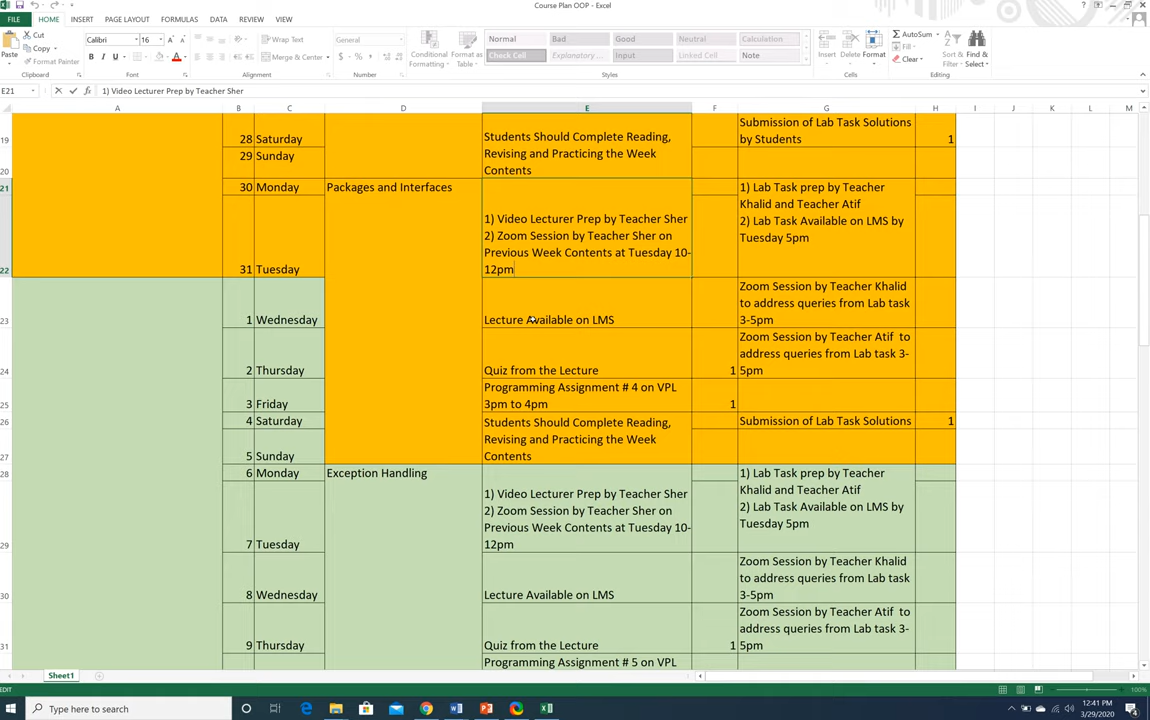 Course Plan OOP - Excel
FILE HOME INSERT PAGE LAYOUT FORMULAS DATA REVIEW VIEW
Cut
Copy
Format Painter
Paste
Clipboard
Calibri 16
B I U
Font
Wrap Text
Merge & Center
Alignment
General
$ % ,
Number
Conditional Formatting
Format as Table
Normal Bad Good Neutral Calculation
Check Cell Explanatory ... Input Note
Styles
Insert Delete Format
Cells
AutoSum
Fill
Clear
Sort & Filter
Find & Select
Editing
E21 1) Video Lecturer Prep by Teacher Sher
A B C D E F G H I J K L M
19 28 Saturday
Students Should Complete Reading,
Revising and Practicing the Week
Contents
Submission of Lab Task Solutions
by Students 1
20 29 Sunday
21 30 Monday Packages and Interfaces
1) Video Lecturer Prep by Teacher Sher
2) Zoom Session by Teacher Sher on
Previous Week Contents at Tuesday 10-
12pm
1) Lab Task prep by Teacher
Khalid and Teacher Atif
2) Lab Task Available on LMS by
Tuesday 5pm
22 31 Tuesday
23 1 Wednesday Lecture Available on LMS
Zoom Session by Teacher Khalid
to address queries from Lab task
3-5pm
24 2 Thursday Quiz from the Lecture 1
Zoom Session by Teacher Atif to
address queries from Lab task 3-
5pm
25 3 Friday
Programming Assignment # 4 on VPL
3pm to 4pm 1
26 4 Saturday
Students Should Complete Reading,
Revising and Practicing the Week
Contents
Submission of Lab Task Solutions 1
27 5 Sunday
28 6 Monday Exception Handling
1) Video Lecturer Prep by Teacher Sher
2) Zoom Session by Teacher Sher on
Previous Week Contents at Tuesday 10-
12pm
1) Lab Task prep by Teacher
Khalid and Teacher Atif
2) Lab Task Available on LMS by
Tuesday 5pm
29 7 Tuesday
30 8 Wednesday Lecture Available on LMS
Zoom Session by Teacher Khalid
to address queries from Lab task
3-5pm
31 9 Thursday Quiz from the Lecture 1
Zoom Session by Teacher Atif to
address queries from Lab task 3-
5pm
Programming Assignment # 5 on VPL
Sheet1
EDIT 100%
Type here to search
12:41 PM
3/29/2020